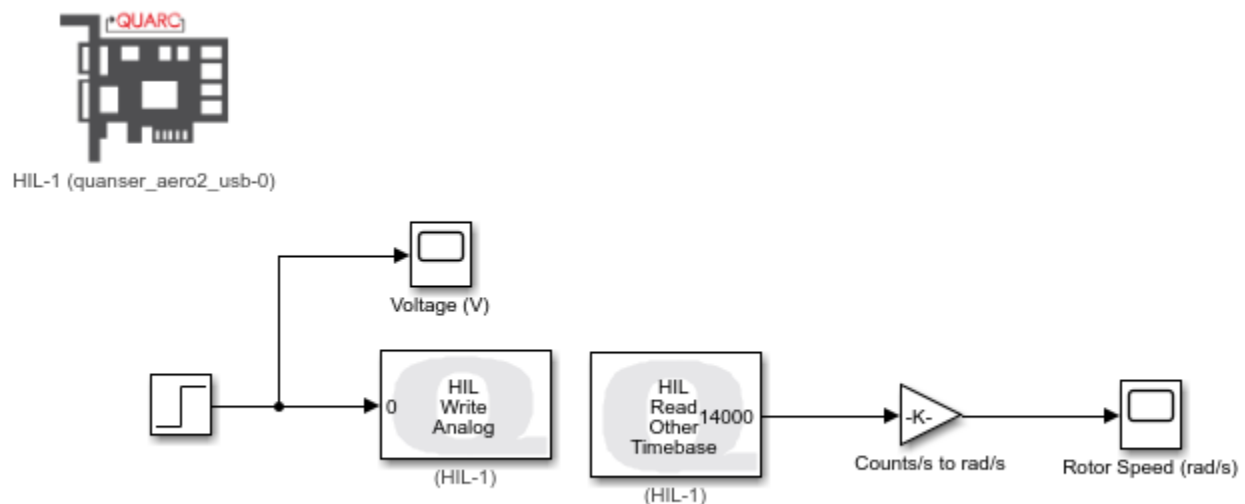 QUARC
HIL-1 (quanser_aero2_usb-0)
Voltage (V)
0
HIL
Write
Analog
(HIL-1)
HIL
Read
Other
Timebase
14000
(HIL-1)
-K-
Counts/s to rad/s
Rotor Speed (rad/s)